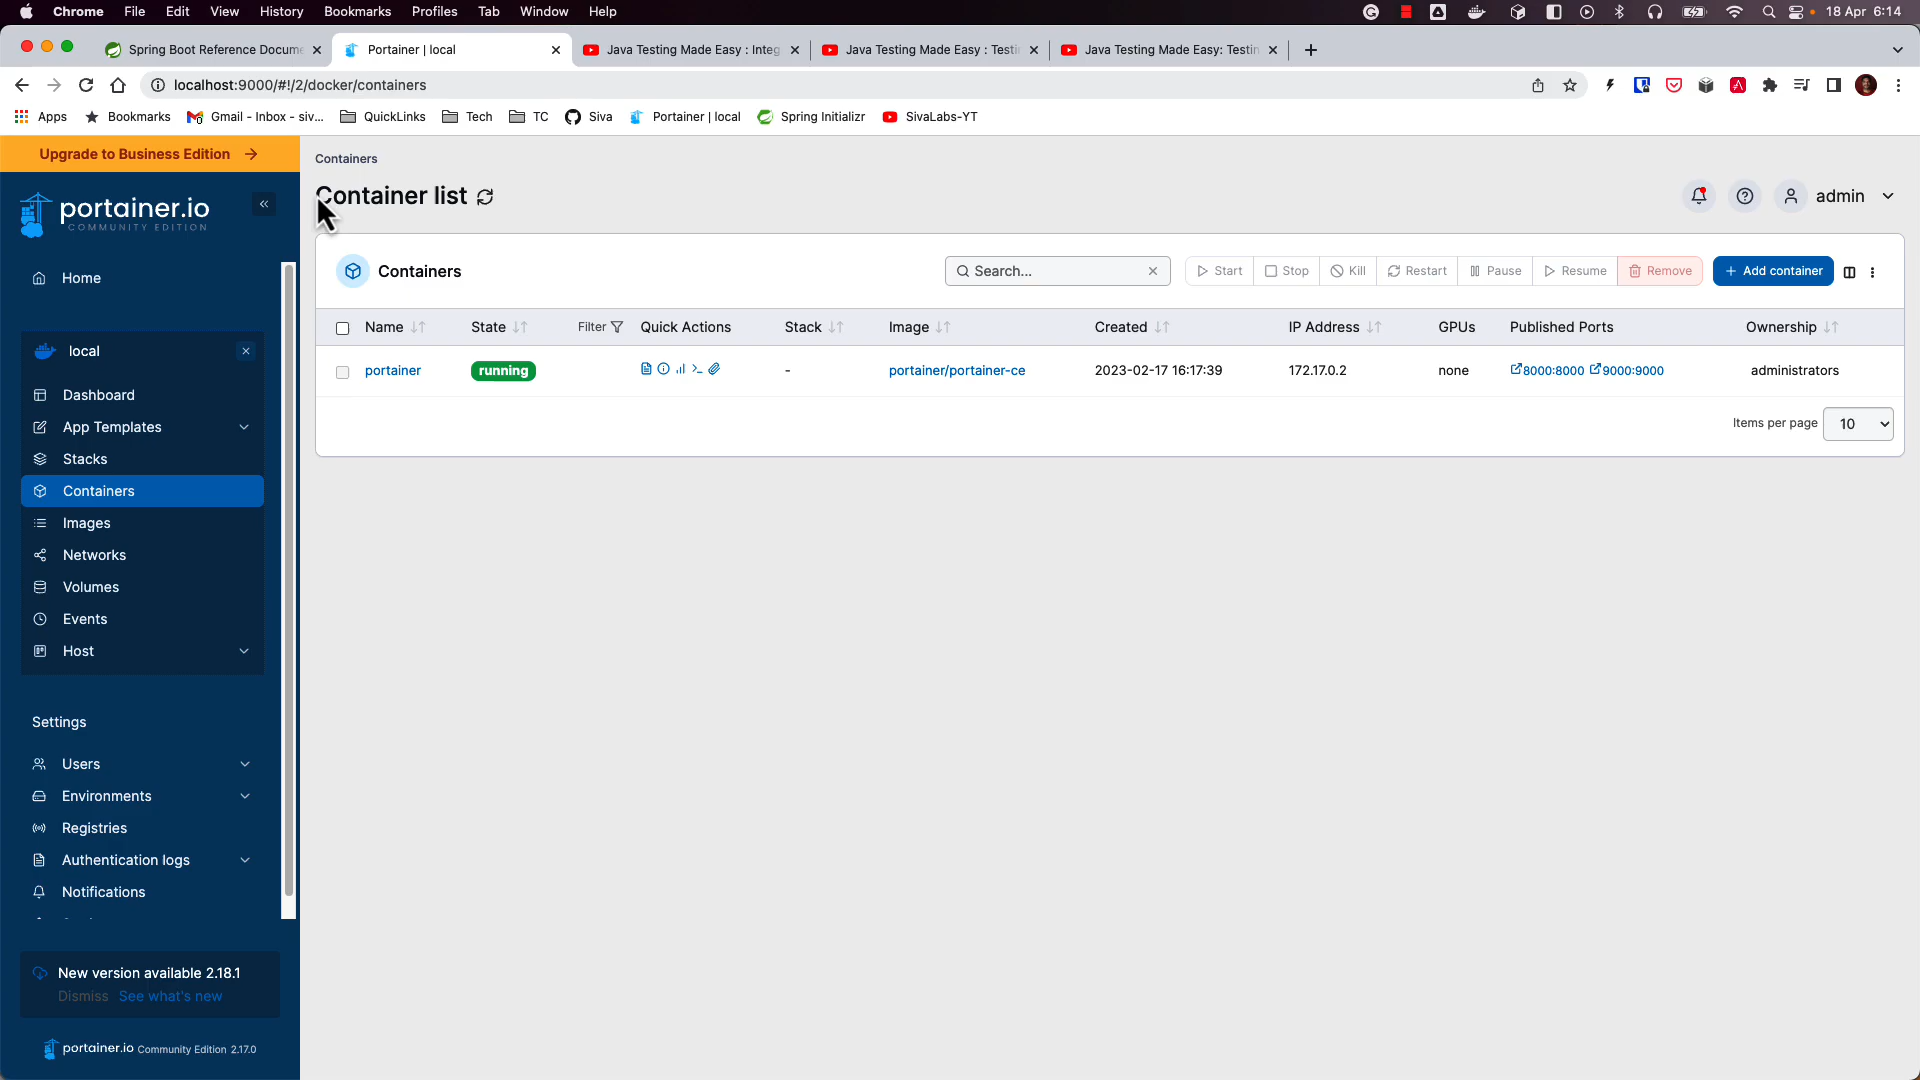 Chrome File Edit View History Bookmarks Profiles Tab Window Help 18 Apr 6:14
Spring Boot Reference Docume Portainer | local Java Testing Made Easy : Integ Java Testing Made Easy : Testi Java Testing Made Easy: Testin
localhost:9000/#!/2/docker/containers
Apps Bookmarks Gmail - Inbox - siv... QuickLinks Tech TC Siva Portainer | local Spring Initializr SivaLabs-YT
Upgrade to Business Edition
portainer.io
COMMUNITY EDITION
Home
local
Dashboard
App Templates
Stacks
Containers
Images
Networks
Volumes
Events
Host
Settings
Users
Environments
Registries
Authentication logs
Notifications
New version available 2.18.1
Dismiss See what's new
portainer.io Community Edition 2.17.0
Containers
Container list
admin
Containers
Search... Start Stop Kill Restart Pause Resume Remove + Add container
Name State Filter Quick Actions Stack Image Created IP Address GPUs Published Ports Ownership
portainer running - portainer/portainer-ce 2023-02-17 16:17:39 172.17.0.2 none 8000:8000 9000:9000 administrators
Items per page 10